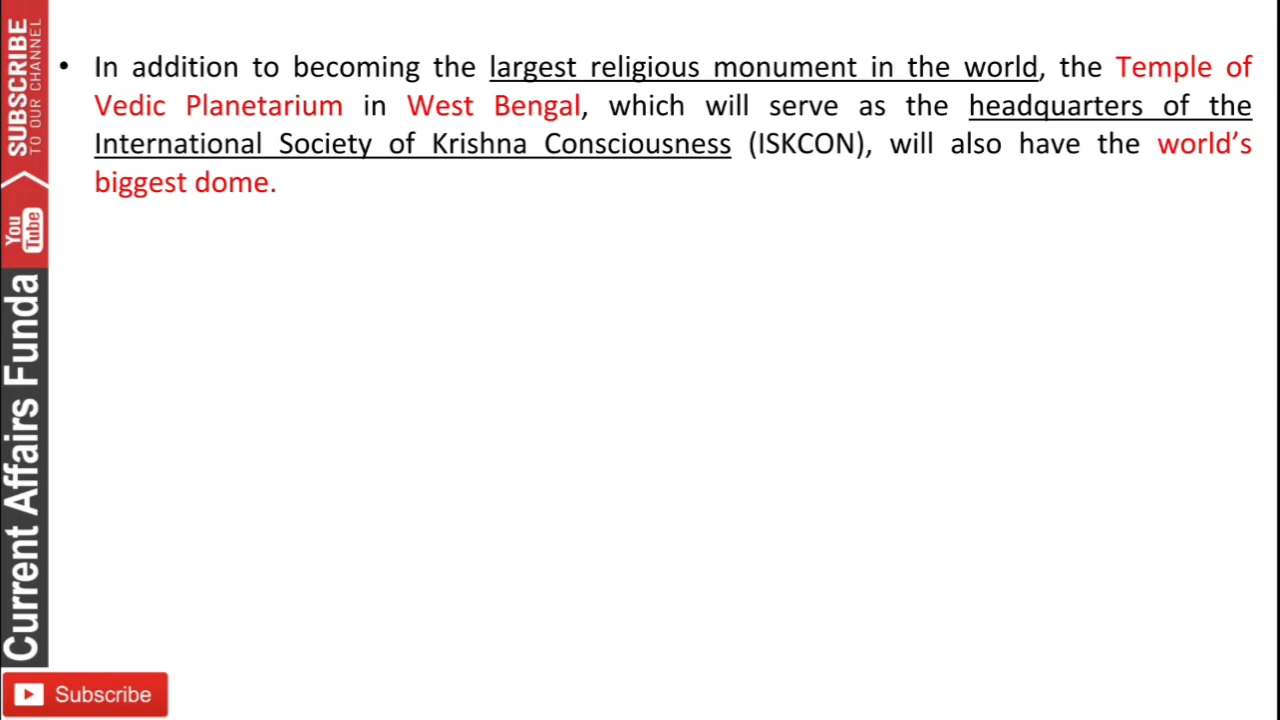 • In addition to becoming the largest religious monument in the world, the Temple of
Vedic Planetarium in West Bengal, which will serve as the headquarters of the
International Society of Krishna Consciousness (ISKCON), will also have the world's
biggest dome.
SUBSCRIBE
TO OUR CHANNEL
You
Tube
Current Affairs Funda
Subscribe